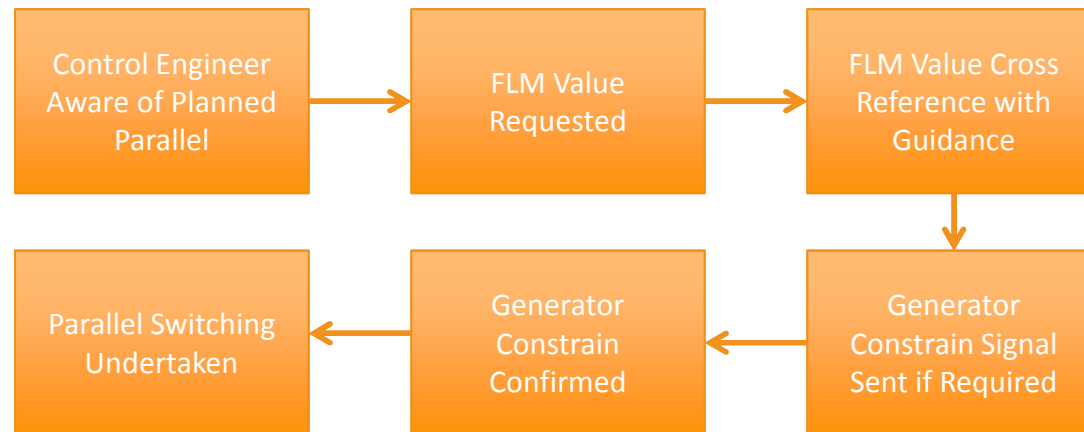 Control Engineer
Aware of Planned
Parallel
FLM Value
Requested
FLM Value Cross
Reference with
Guidance
Generator
Constrain Signal
Sent if Required
Generator
Constrain
Confirmed
Parallel Switching
Undertaken